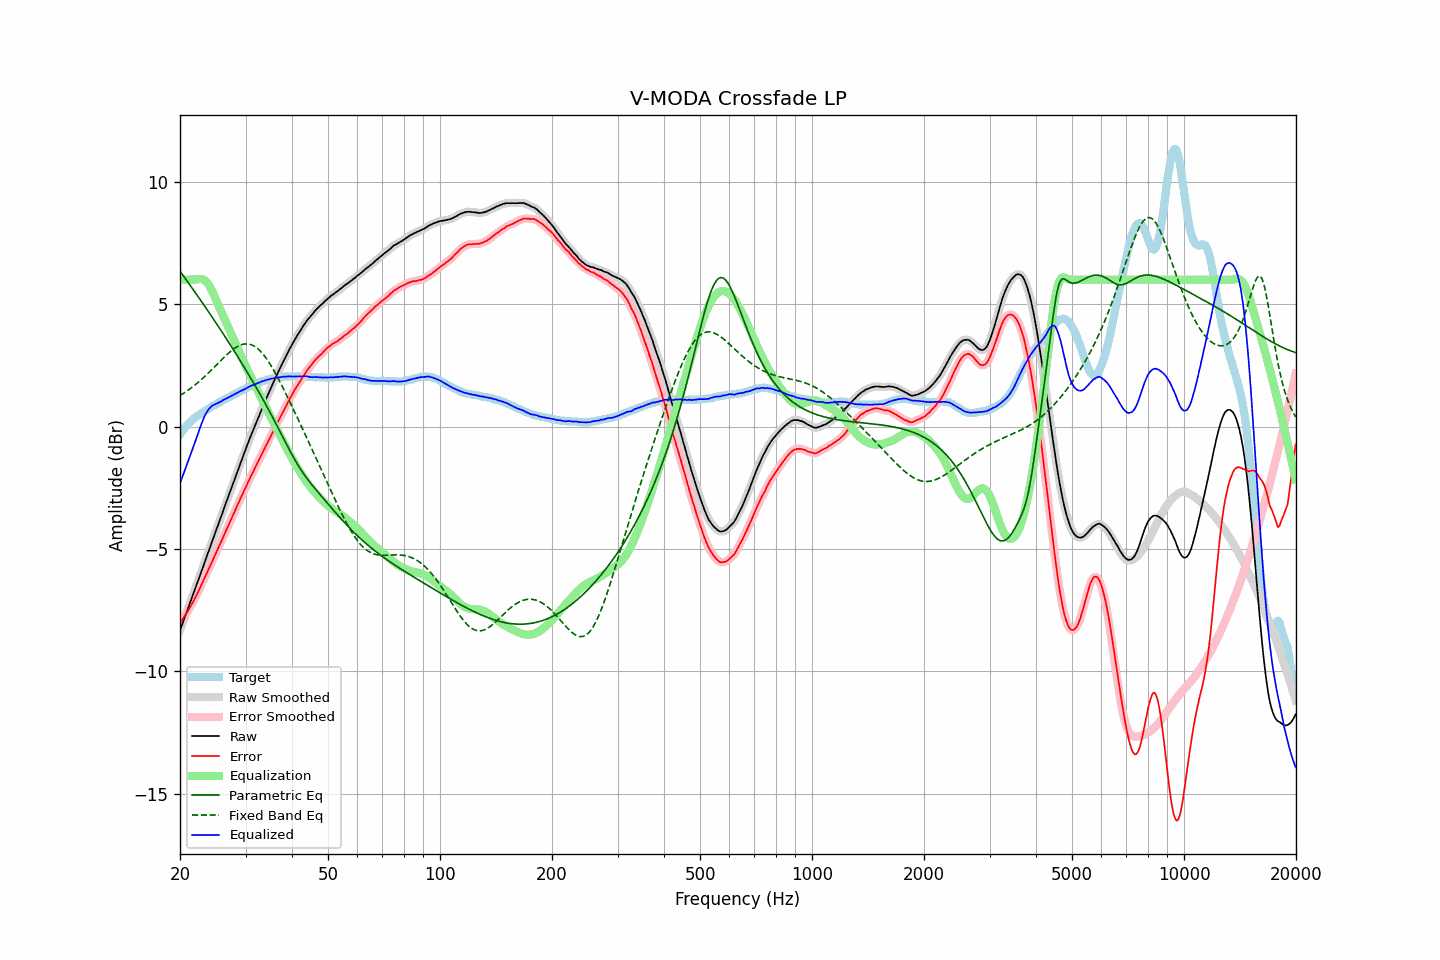 V-MODA Crossfade LP
Amplitude (dBr)
10
5
0
−5
−10
−15
Target
Raw Smoothed
Error Smoothed
Raw
Error
Equalization
Parametric Eq
Fixed Band Eq
Equalized
20 50 100 200 500 1000 2000 5000 10000 20000
Frequency (Hz)